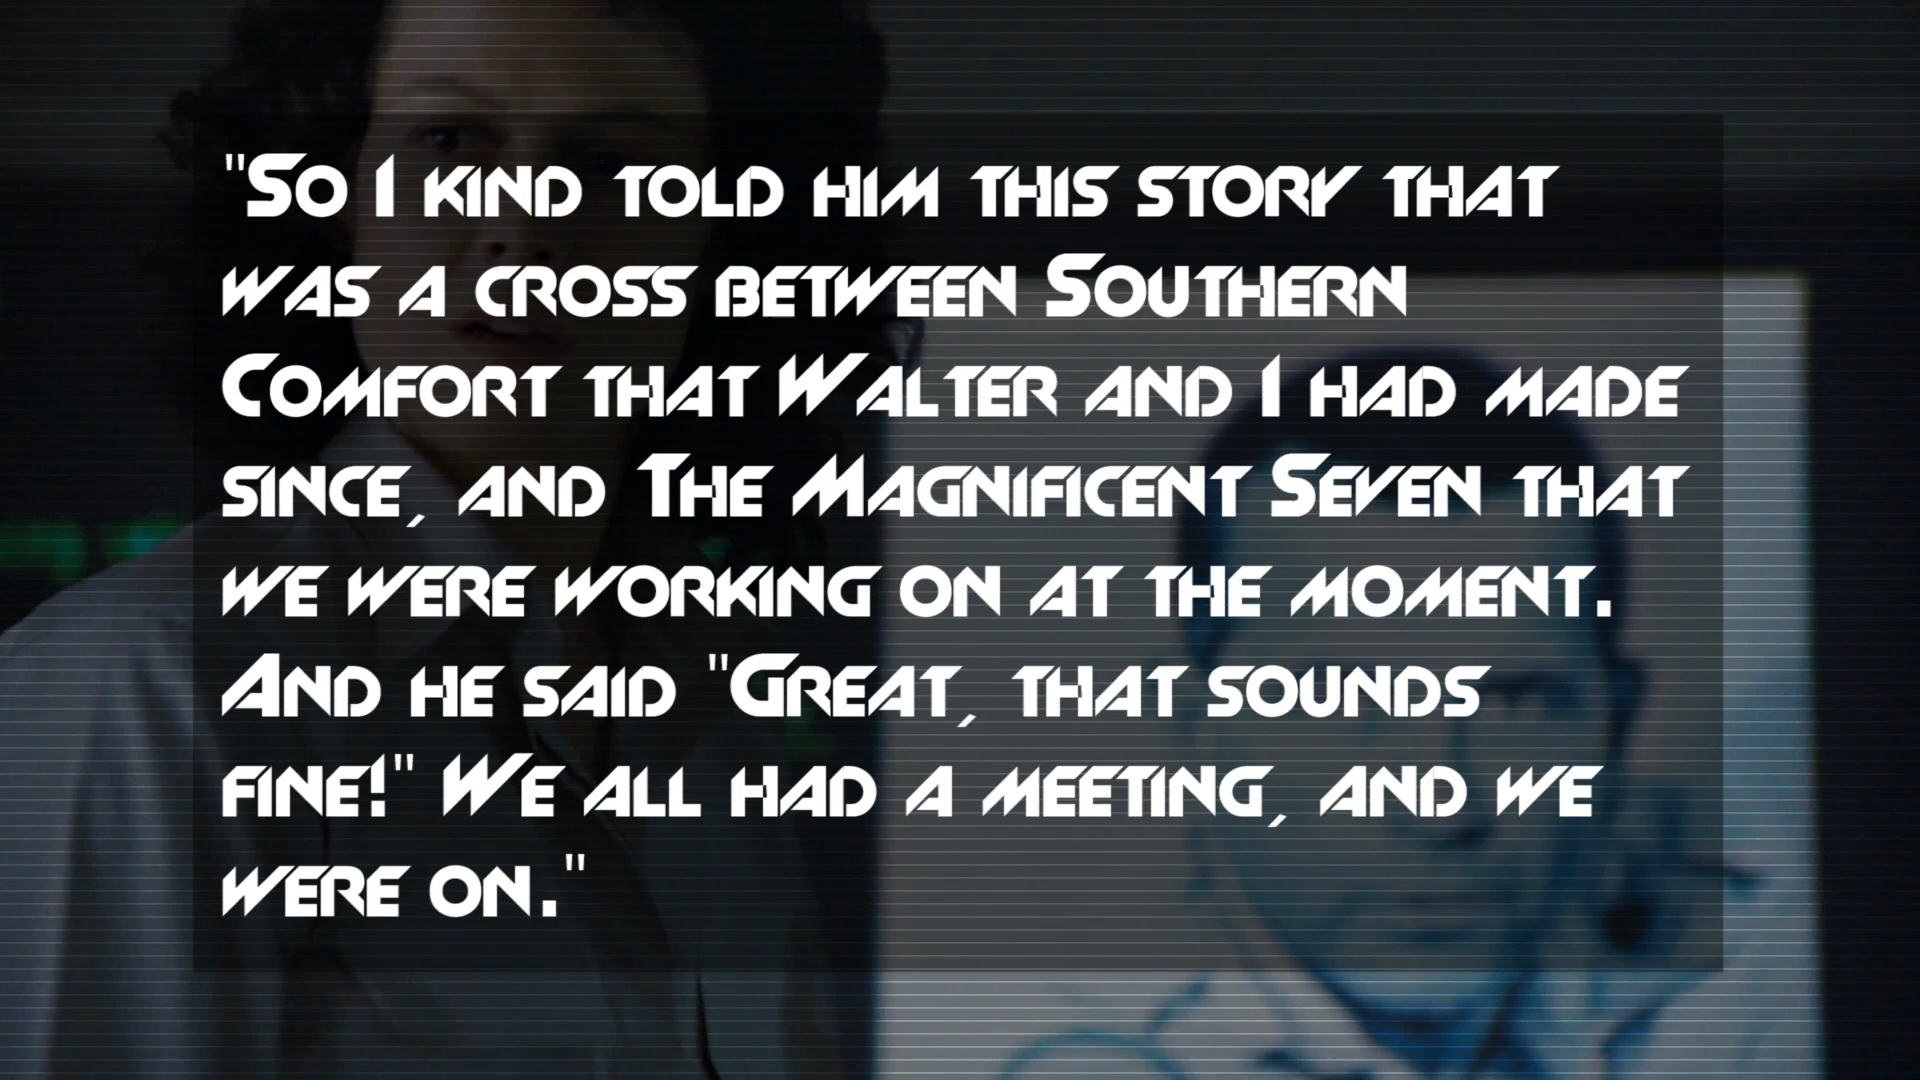 "So I kind told him this story that
was a cross between Southern
Comfort that Walter and I had made
since, and The Magnificent Seven that
we were working on at the moment.
And he said "Great, that sounds
fine!" We all had a meeting, and we
were on."